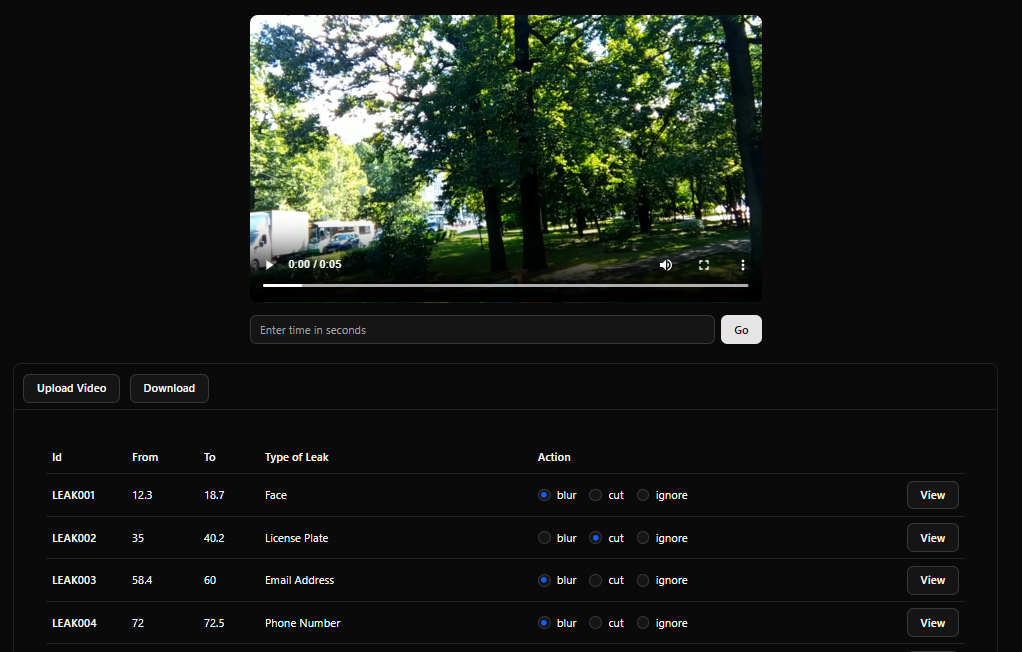 0:00 / 0:05
Enter time in seconds Go
Upload Video Download
Id From To Type of Leak Action
LEAK001 12.3 18.7 Face blur cut ignore View
LEAK002 35 40.2 License Plate blur cut ignore View
LEAK003 58.4 60 Email Address blur cut ignore View
LEAK004 72 72.5 Phone Number blur cut ignore View